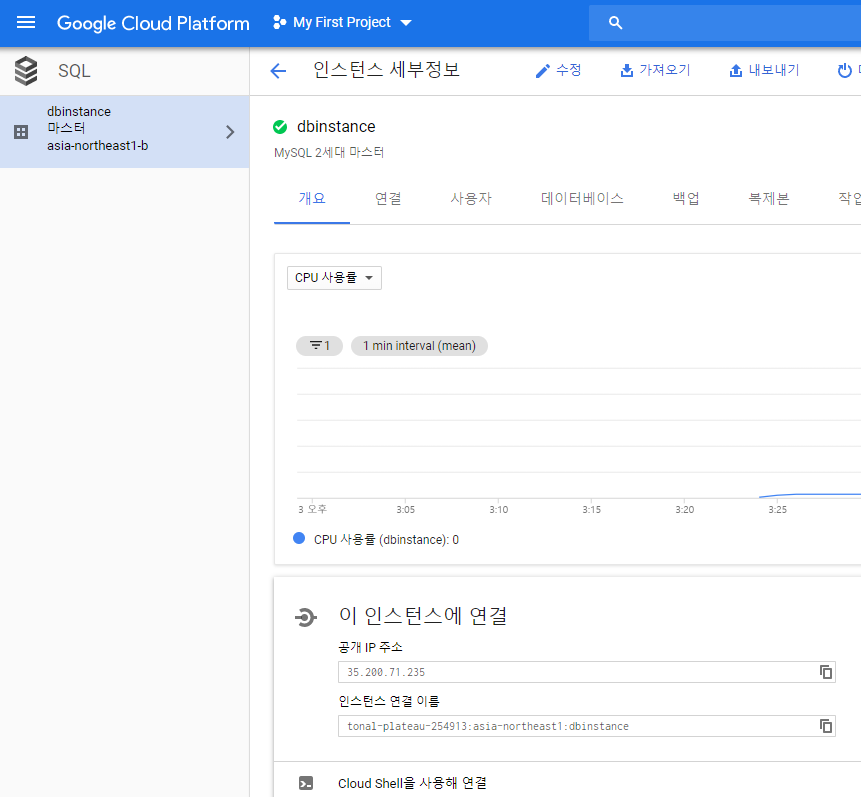 Google Cloud Platform
My First Project
SQL
인스턴스 세부정보
수정
가져오기
내보내기
dbinstance
마스터
asia-northeast1-b
dbinstance
MySQL 2세대 마스터
개요
연결
사용자
데이터베이스
백업
복제본
작업
CPU 사용률
1
1 min interval (mean)
3 오후
3:05
3:10
3:15
3:20
3:25
CPU 사용률 (dbinstance): 0
이 인스턴스에 연결
공개 IP 주소
35.200.71.235
인스턴스 연결 이름
tonal-plateau-254913:asia-northeast1:dbinstance
Cloud Shell을 사용해 연결